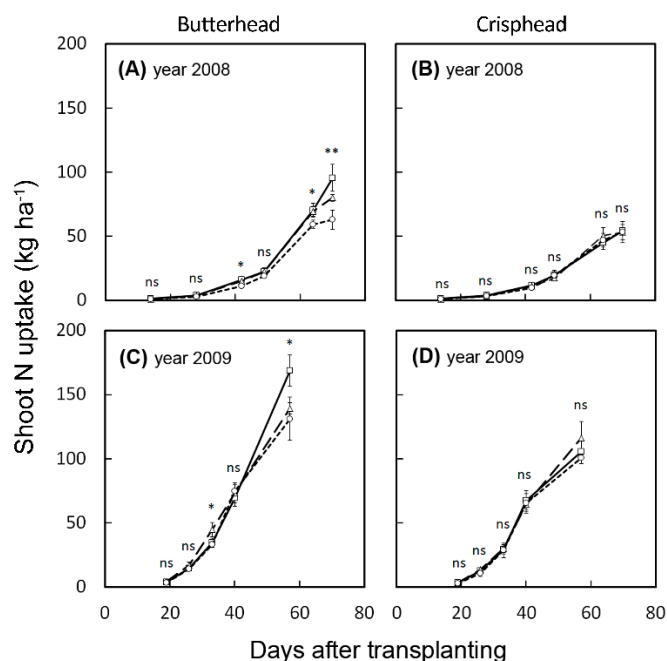 Butterhead Crisphead
(A) year 2008
(B) year 2008
200
150
100
50
0
ns
ns
*
ns
*
**
ns
ns
ns
ns
ns
ns
(C) year 2009
(D) year 2009
200
150
100
50
0
ns
ns
*
ns
*
ns
ns
ns
ns
ns
0 20 40 60 80 0 20 40 60 80
Shoot N uptake (kg ha⁻¹)
Days after transplanting